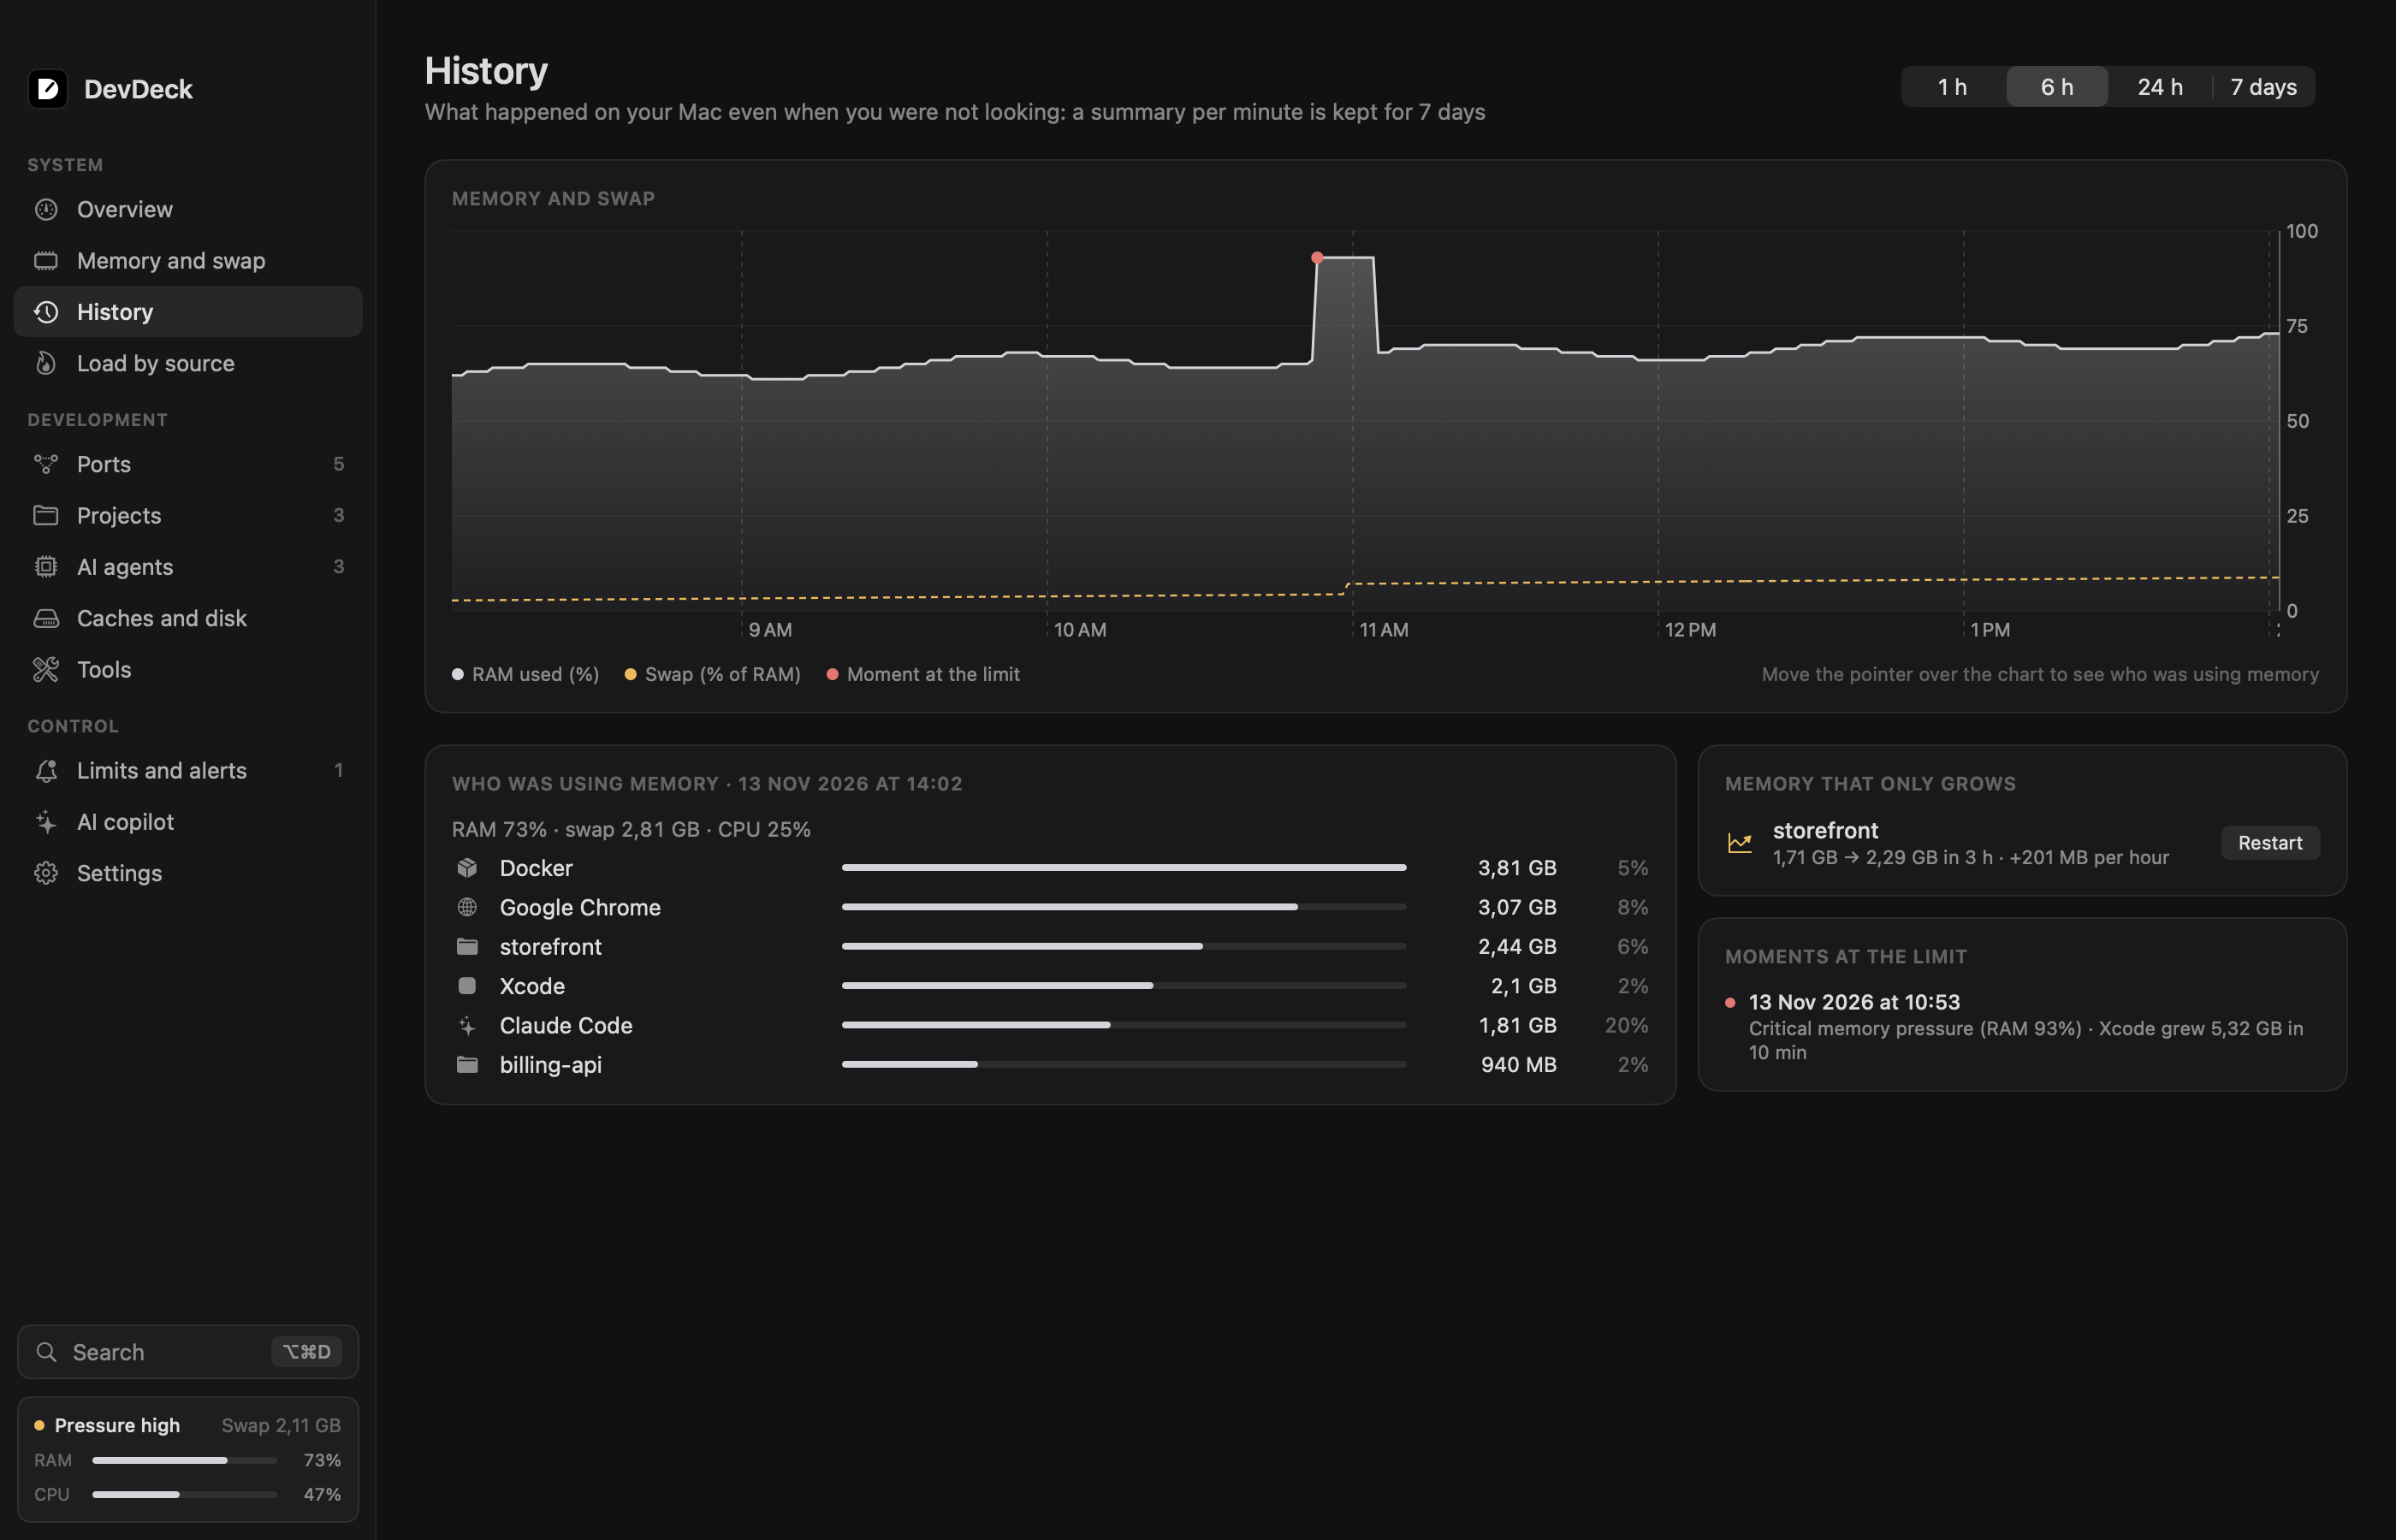 DevDeck
SYSTEM
Overview
Memory and swap
History
Load by source
DEVELOPMENT
Ports 5
Projects 3
AI agents 3
Caches and disk
Tools
CONTROL
Limits and alerts 1
AI copilot
Settings
Search ⌥⌘D
Pressure high Swap 2,11 GB
RAM 73%
CPU 47%
History
What happened on your Mac even when you were not looking: a summary per minute is kept for 7 days
1 h 6 h 24 h 7 days
MEMORY AND SWAP
100
75
50
25
0
9 AM 10 AM 11 AM 12 PM 1 PM
RAM used (%) Swap (% of RAM) Moment at the limit
Move the pointer over the chart to see who was using memory
WHO WAS USING MEMORY · 13 NOV 2026 AT 14:02
RAM 73% · swap 2,81 GB · CPU 25%
Docker 3,81 GB 5%
Google Chrome 3,07 GB 8%
storefront 2,44 GB 6%
Xcode 2,1 GB 2%
Claude Code 1,81 GB 20%
billing-api 940 MB 2%
MEMORY THAT ONLY GROWS
storefront
1,71 GB → 2,29 GB in 3 h · +201 MB per hour
Restart
MOMENTS AT THE LIMIT
13 Nov 2026 at 10:53
Critical memory pressure (RAM 93%) · Xcode grew 5,32 GB in
10 min